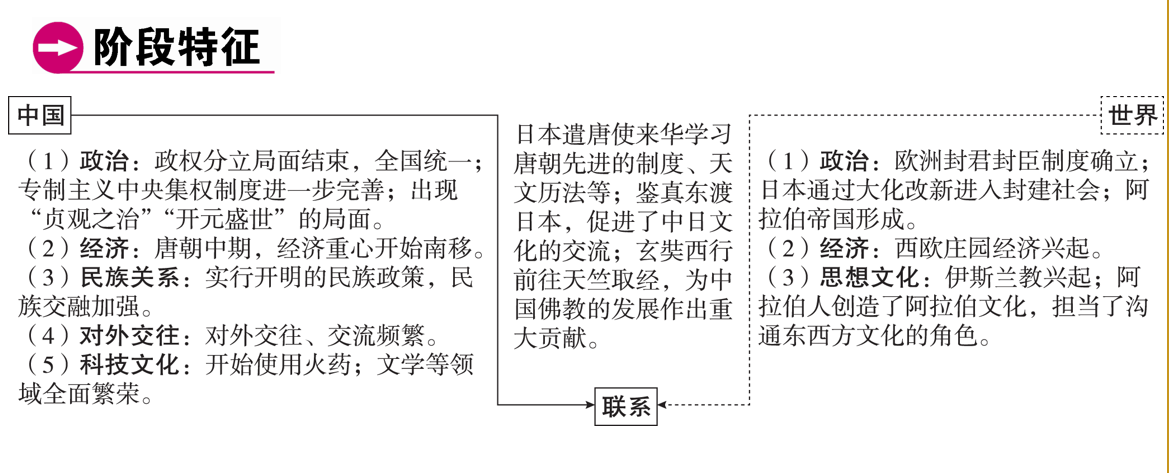 阶段特征
中国
（1）政治：政权分立局面结束，全国统一；
专制主义中央集权制度进一步完善；出现
“贞观之治”“开元盛世”的局面。
（2）经济：唐朝中期，经济重心开始南移。
（3）民族关系：实行开明的民族政策，民
族交融加强。
（4）对外交往：对外交往、交流频繁。
（5）科技文化：开始使用火药；文学等领
域全面繁荣。
日本遣唐使来华学习
唐朝先进的制度、天
文历法等；鉴真东渡
日本，促进了中日文
化的交流；玄奘西行
前往天竺取经，为中
国佛教的发展作出重
大贡献。
联系
世界
（1）政治：欧洲封君封臣制度确立；
日本通过大化改新进入封建社会；阿
拉伯帝国形成。
（2）经济：西欧庄园经济兴起。
（3）思想文化：伊斯兰教兴起；阿
拉伯人创造了阿拉伯文化，担当了沟
通东西方文化的角色。